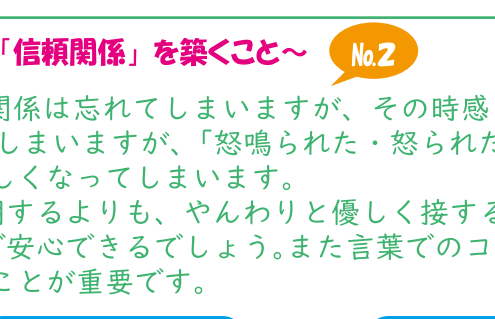 「信頼関係」を築くこと～
No.2
関係は忘れてしまいますが、その時感
しまいますが、「怒鳴られた・怒られた
しくなってしまいます。
するよりも、やんわりと優しく接する
で安心できるでしょう。また言葉でのコ
ことが重要です。